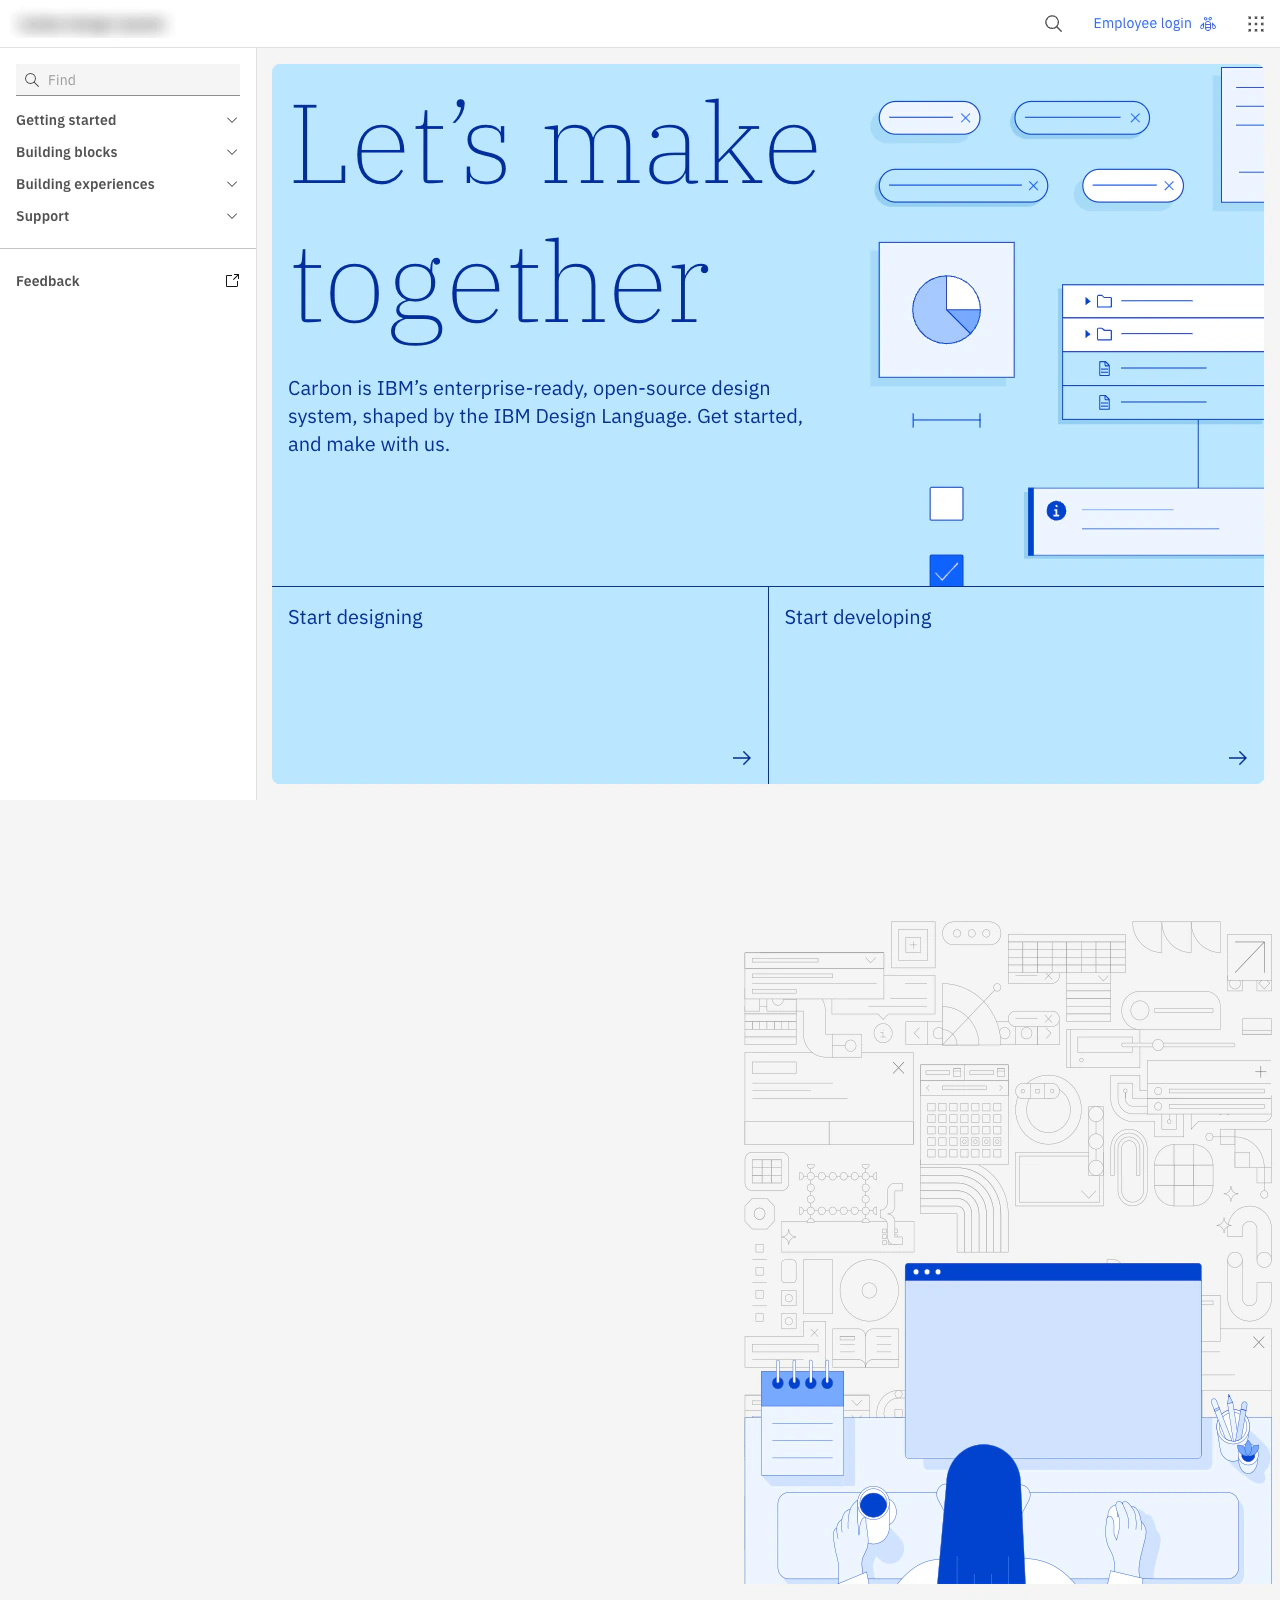 Employee login
Find
Getting started
Building blocks
Building experiences
Support
Feedback
Let’s make
together
Carbon is IBM’s enterprise-ready, open-source design
system, shaped by the IBM Design Language. Get started,
and make with us.
Start designing
Start developing